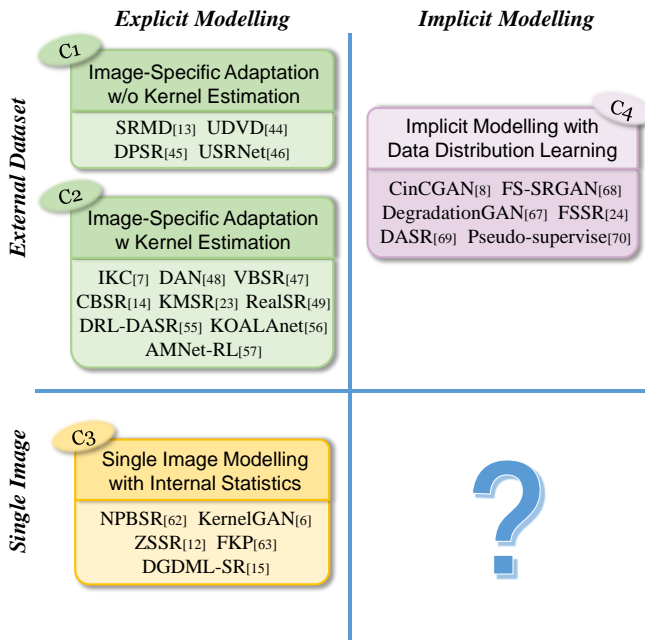 Explicit Modelling
Implicit Modelling
External Dataset
C1
Image-Specific Adaptation
w/o Kernel Estimation
SRMD[13] UDVD[44]
DPSR[45] USRNet[46]
C2
Image-Specific Adaptation
w Kernel Estimation
IKC[7] DAN[48] VBSR[47]
CBSR[14] KMSR[23] RealSR[49]
DRL-DASR[55] KOALAnet[56]
AMNet-RL[57]
C4
Implicit Modelling with
Data Distribution Learning
CinCGAN[8] FS-SRGAN[68]
DegradationGAN[67] FSSR[24]
DASR[69] Pseudo-supervise[70]
Single Image
C3
Single Image Modelling
with Internal Statistics
NPBSR[62] KernelGAN[6]
ZSSR[12] FKP[63]
DGDML-SR[15]
?